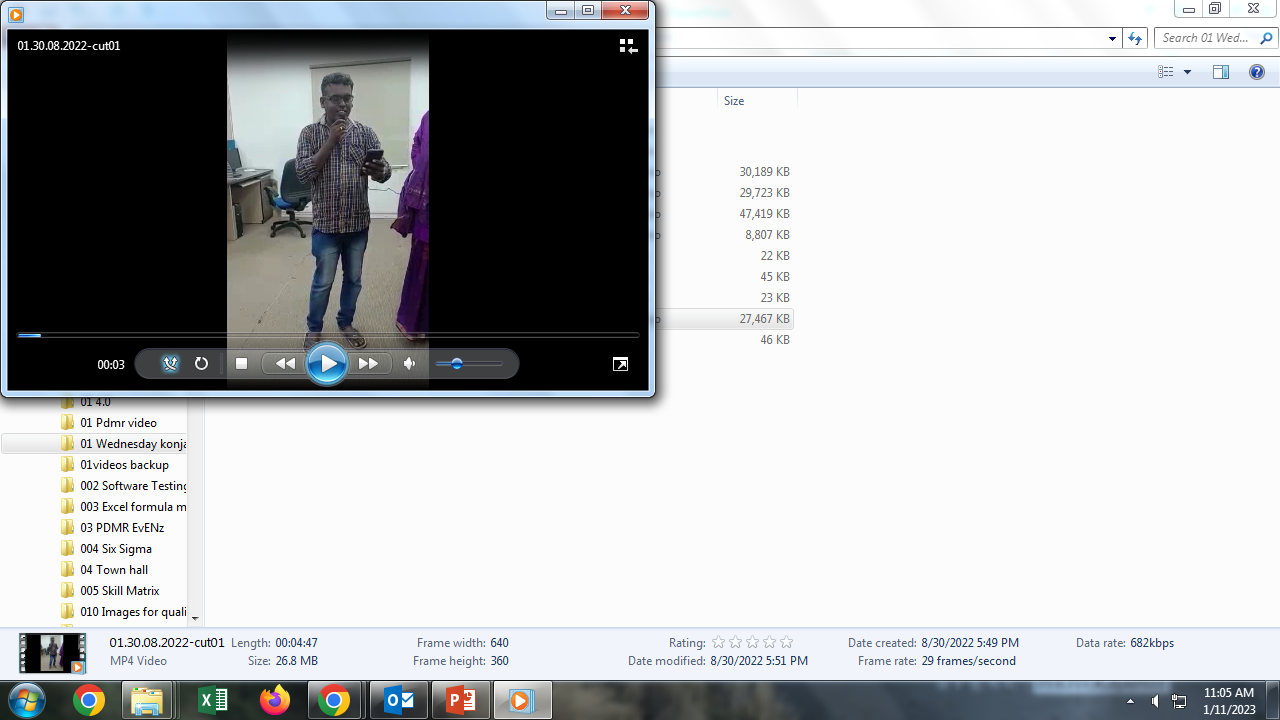 01.30.08.2022-cut01
00:03
Search 01 Wed...
Size
30,189 KB
29,723 KB
47,419 KB
8,807 KB
22 KB
45 KB
23 KB
27,467 KB
46 KB
01 4.0
01 Pdmr video
01 Wednesday konja
01videos backup
002 Software Testing
003 Excel formula m
03 PDMR EvENz
004 Six Sigma
04 Town hall
005 Skill Matrix
010 Images for quali
01.30.08.2022-cut01 Length: 00:04:47 Frame width: 640 Rating: Date created: 8/30/2022 5:49 PM Data rate: 682kbps
MP4 Video Size: 26.8 MB Frame height: 360 Date modified: 8/30/2022 5:51 PM Frame rate: 29 frames/second
11:05 AM
1/11/2023